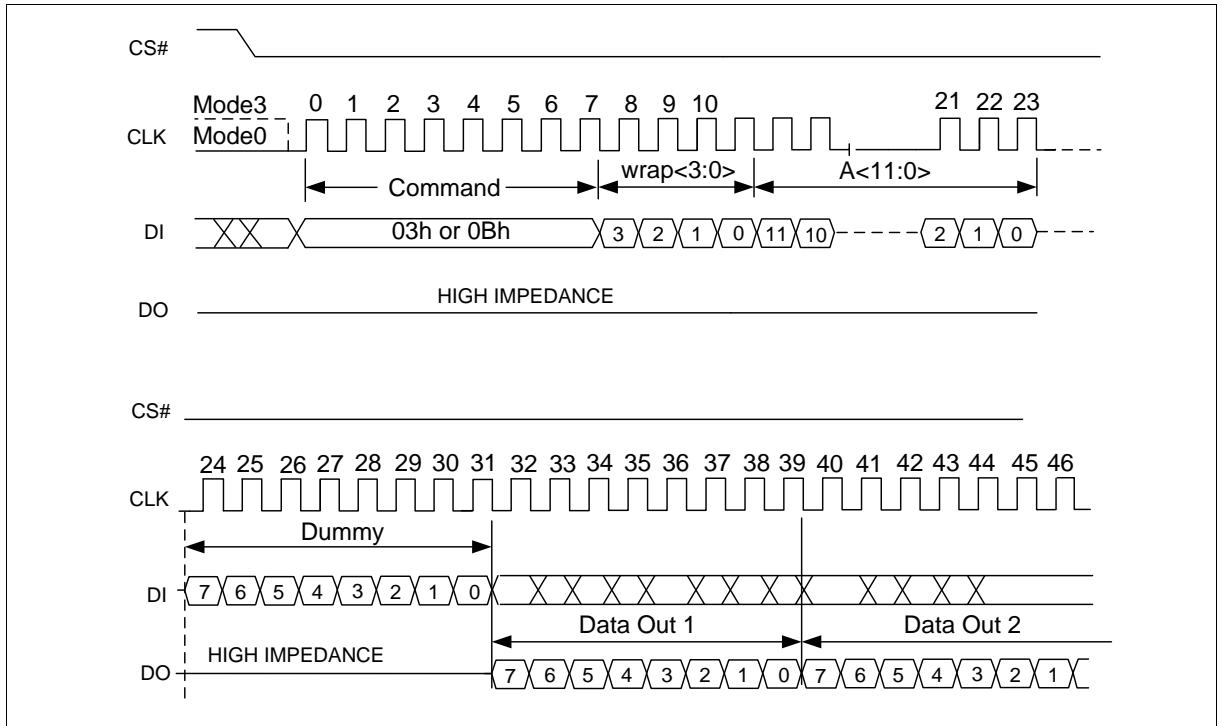 CS#
Mode3 0 1 2 3 4 5 6 7 8 9 10 21 22 23
CLK Mode0
Command wrap<3:0> A<11:0>
DI 03h or 0Bh 3 2 1 0 11 10 2 1 0
HIGH IMPEDANCE
DO
CS#
24 25 26 27 28 29 30 31 32 33 34 35 36 37 38 39 40 41 42 43 44 45 46
CLK
Dummy
DI 7 6 5 4 3 2 1 0
Data Out 1 Data Out 2
HIGH IMPEDANCE
DO 7 6 5 4 3 2 1 0 7 6 5 4 3 2 1